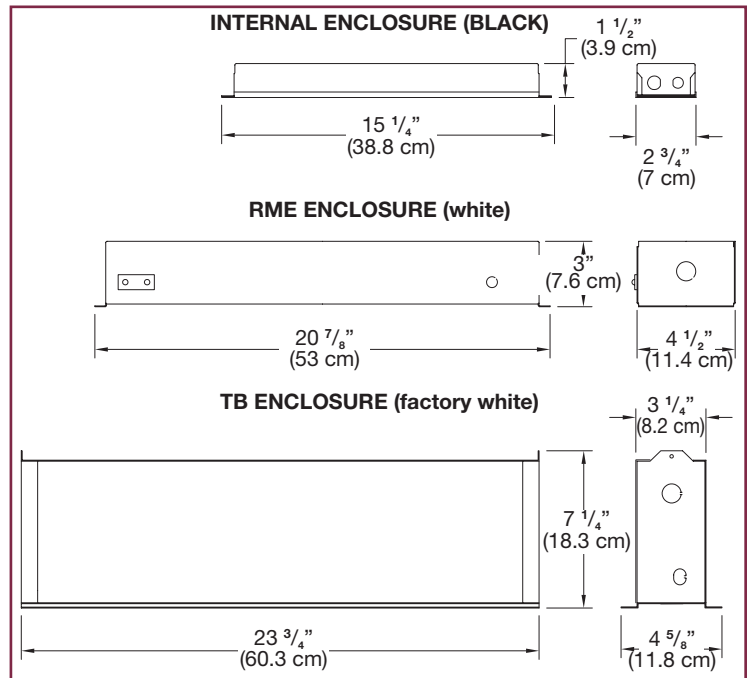 INTERNAL ENCLOSURE (BLACK)
1 ½”
(3.9 cm)
15 ¼”
(38.8 cm)
2 ¾”
(7 cm)
RME ENCLOSURE (white)
3”
(7.6 cm)
20 ⅞”
(53 cm)
4 ½”
(11.4 cm)
TB ENCLOSURE (factory white)
3 ¼”
(8.2 cm)
7 ¼”
(18.3 cm)
23 ¾”
(60.3 cm)
4 ⅝”
(11.8 cm)